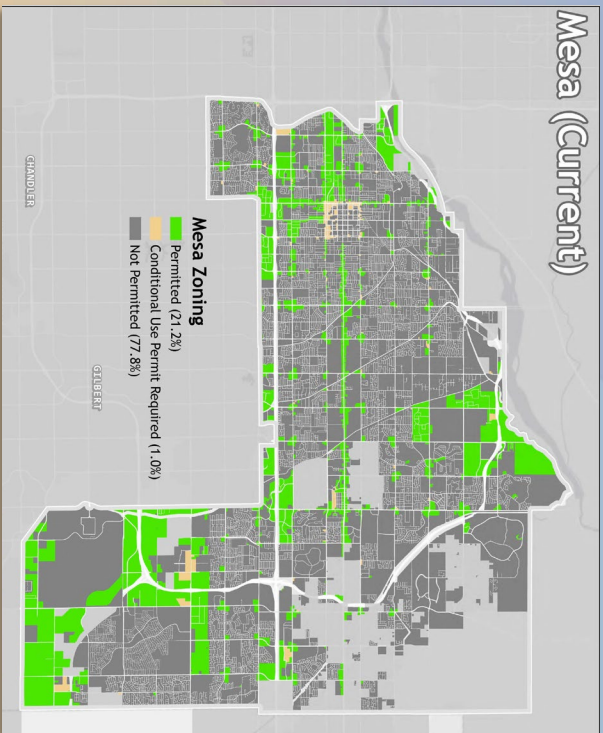 Mesa (Current)
Mesa Zoning
Permitted (21.2%)
Conditional Use Permit Required (1.0%)
Not Permitted (77.8%)
CHANDLER
GILBERT